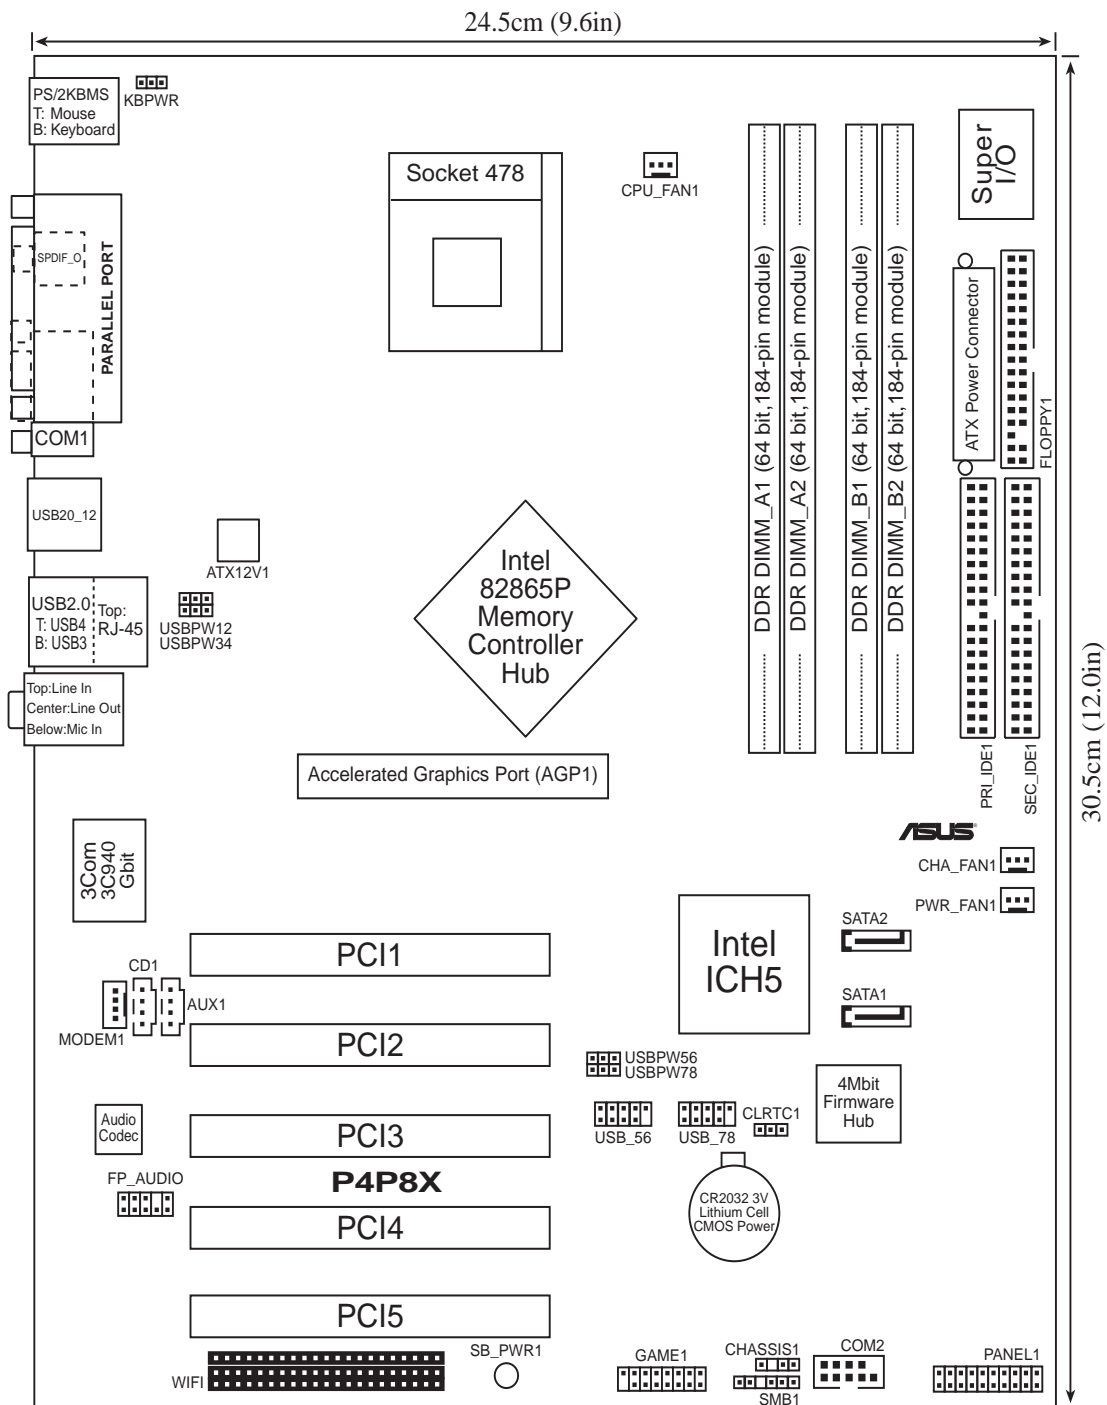 24.5cm (9.6in)
PS/2KBMS
T: Mouse
B: Keyboard
KBPWR
Socket 478
CPU_FAN1
Super
I/O
SPDIF_O
PARALLEL PORT
DDR DIMM_A1 (64 bit,184-pin module)
DDR DIMM_A2 (64 bit,184-pin module)
DDR DIMM_B1 (64 bit,184-pin module)
DDR DIMM_B2 (64 bit,184-pin module)
ATX Power Connector
FLOPPY1
COM1
USB20_12
ATX12V1
Intel
82865P
Memory
Controller
Hub
USB2.0
T: USB4
B: USB3
Top:
RJ-45
USBPW12
USBPW34
Top:Line In
Center:Line Out
Below:Mic In
30.5cm (12.0in)
Accelerated Graphics Port (AGP1)
PRI_IDE1
SEC_IDE1
ASUS
3Com
3C940
Gbit
CHA_FAN1
PWR_FAN1
Intel
ICH5
SATA2
PCI1
CD1
AUX1
MODEM1
SATA1
PCI2
USBPW56
USBPW78
4Mbit
Firmware
Hub
Audio
Codec
PCI3
USB_56
USB_78
CLRTC1
FP_AUDIO
P4P8X
CR2032 3V
Lithium Cell
CMOS Power
PCI4
PCI5
SB_PWR1
WIFI
GAME1
CHASSIS1
SMB1
COM2
PANEL1